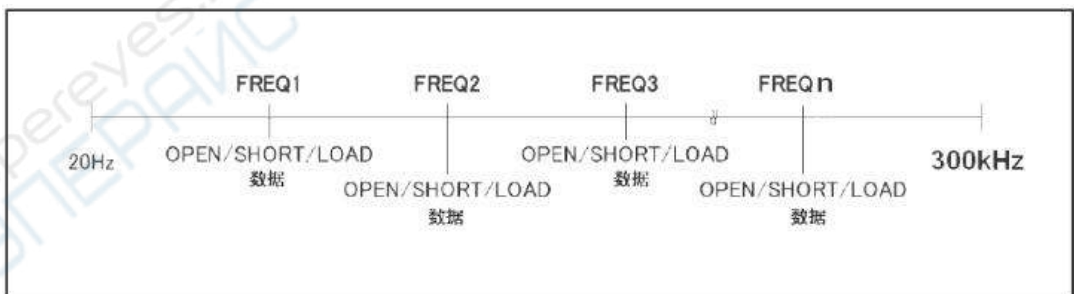 FREQ1 FREQ2 FREQ3 FREQn
20Hz OPEN/SHORT/LOAD OPEN/SHORT/LOAD 300kHz
数据 数据
OPEN/SHORT/LOAD OPEN/SHORT/LOAD
数据 数据